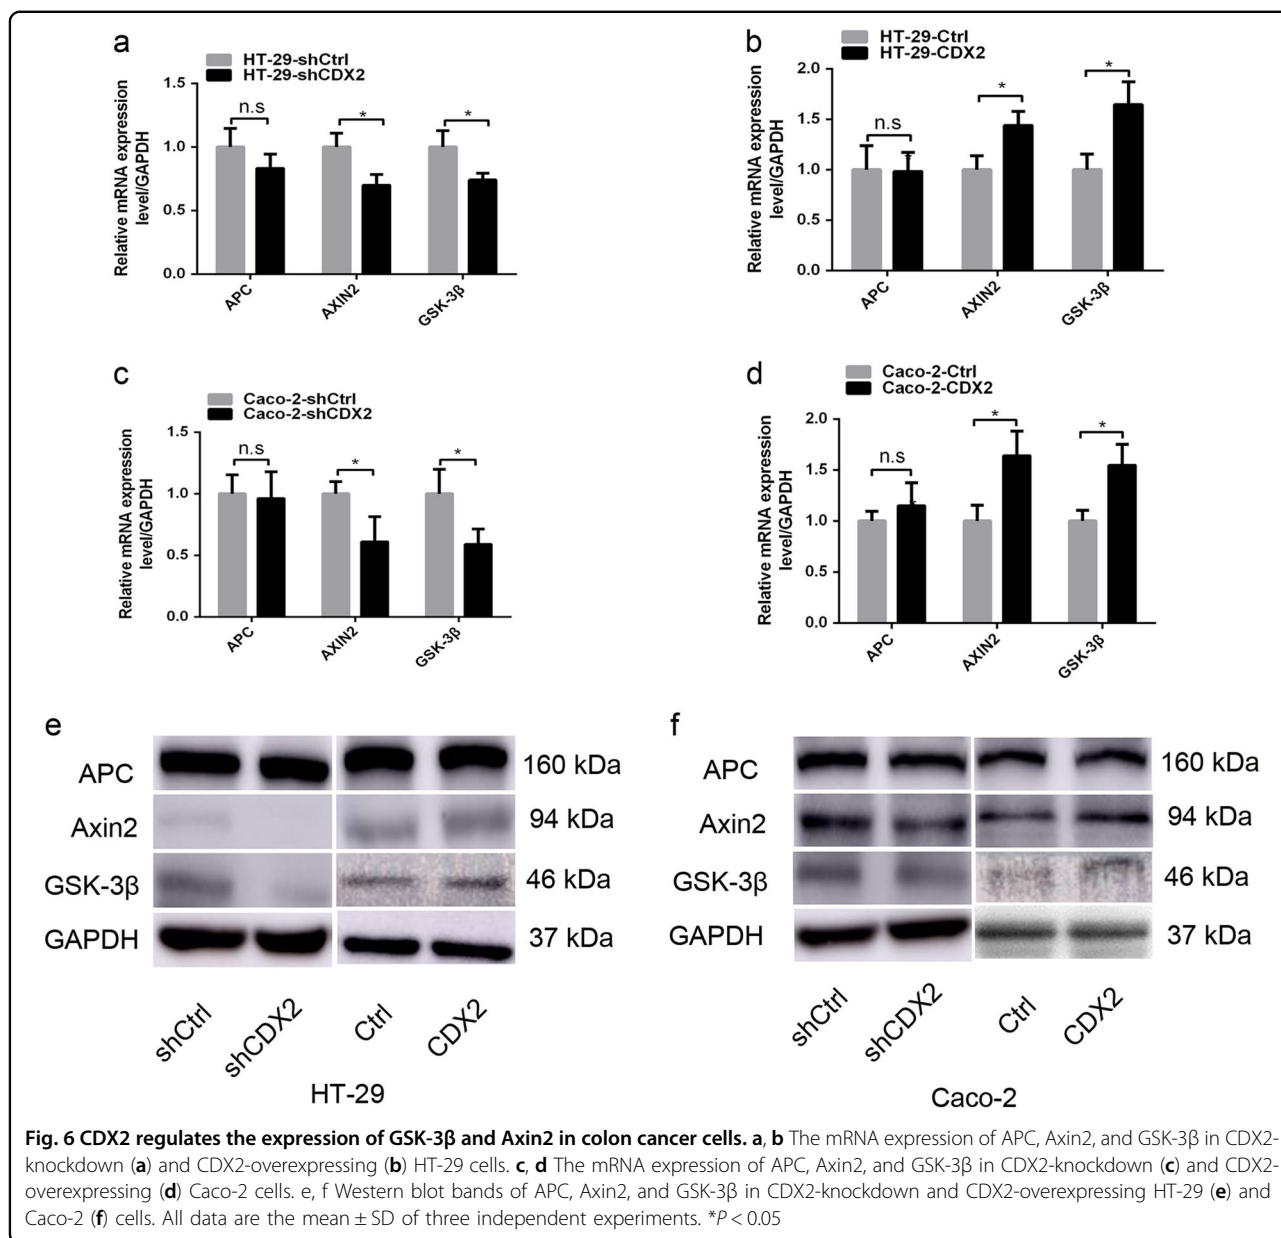 a
HT-29-shCtrl
HT-29-shCDX2
Relative mRNA expression
level/GAPDH
1.5
1.0
0.5
0.0
n.s
*
*
APC
AXIN2
GSK-3β
b
HT-29-Ctrl
HT-29-CDX2
Relative mRNA expression
level/GAPDH
2.0
1.5
1.0
0.5
0.0
n.s
*
*
APC
AXIN2
GSK-3β
c
Caco-2-shCtrl
Caco-2-shCDX2
Relative mRNA expression
level/GAPDH
1.5
1.0
0.5
0.0
n.s
*
*
APC
AXIN2
GSK-3β
d
Caco-2-Ctrl
Caco-2-CDX2
Relative mRNA expression
level/GAPDH
2.0
1.5
1.0
0.5
0.0
n.s
*
*
APC
AXIN2
GSK-3β
e
APC 160 kDa
Axin2 94 kDa
GSK-3β 46 kDa
GAPDH 37 kDa
shCtrl shCDX2 Ctrl CDX2
HT-29
f
APC 160 kDa
Axin2 94 kDa
GSK-3β 46 kDa
GAPDH 37 kDa
shCtrl shCDX2 Ctrl CDX2
Caco-2
Fig. 6 CDX2 regulates the expression of GSK-3β and Axin2 in colon cancer cells. a, b The mRNA expression of APC, Axin2, and GSK-3β in CDX2-
knockdown (a) and CDX2-overexpressing (b) HT-29 cells. c, d The mRNA expression of APC, Axin2, and GSK-3β in CDX2-knockdown (c) and CDX2-
overexpressing (d) Caco-2 cells. e, f Western blot bands of APC, Axin2, and GSK-3β in CDX2-knockdown and CDX2-overexpressing HT-29 (e) and
Caco-2 (f) cells. All data are the mean ± SD of three independent experiments. *P < 0.05